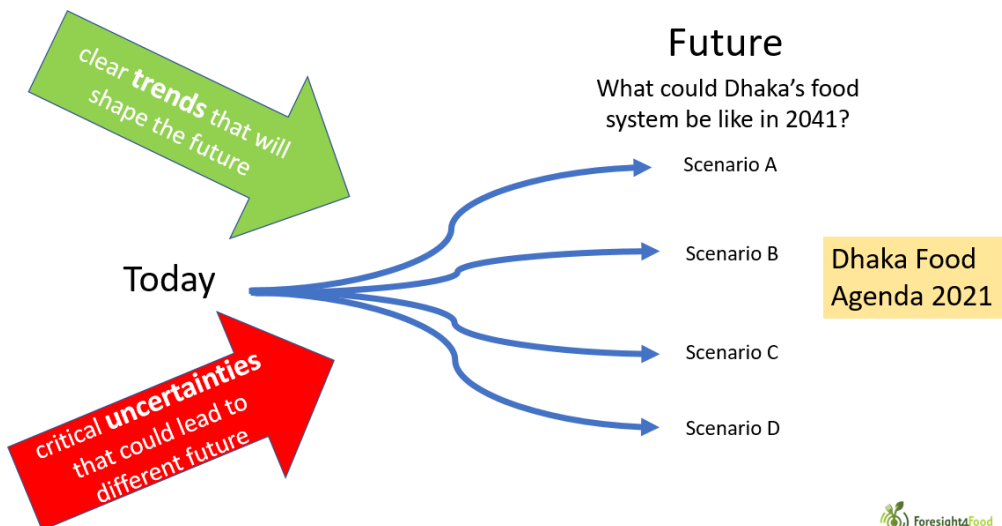 clear trends that will
shape the future
Future
What could Dhaka's food
system be like in 2041?
Scenario A
Today
Scenario B
Dhaka Food
Agenda 2021
Scenario C
critical uncertainties
that could lead to
different future
Scenario D
Foresight4Food